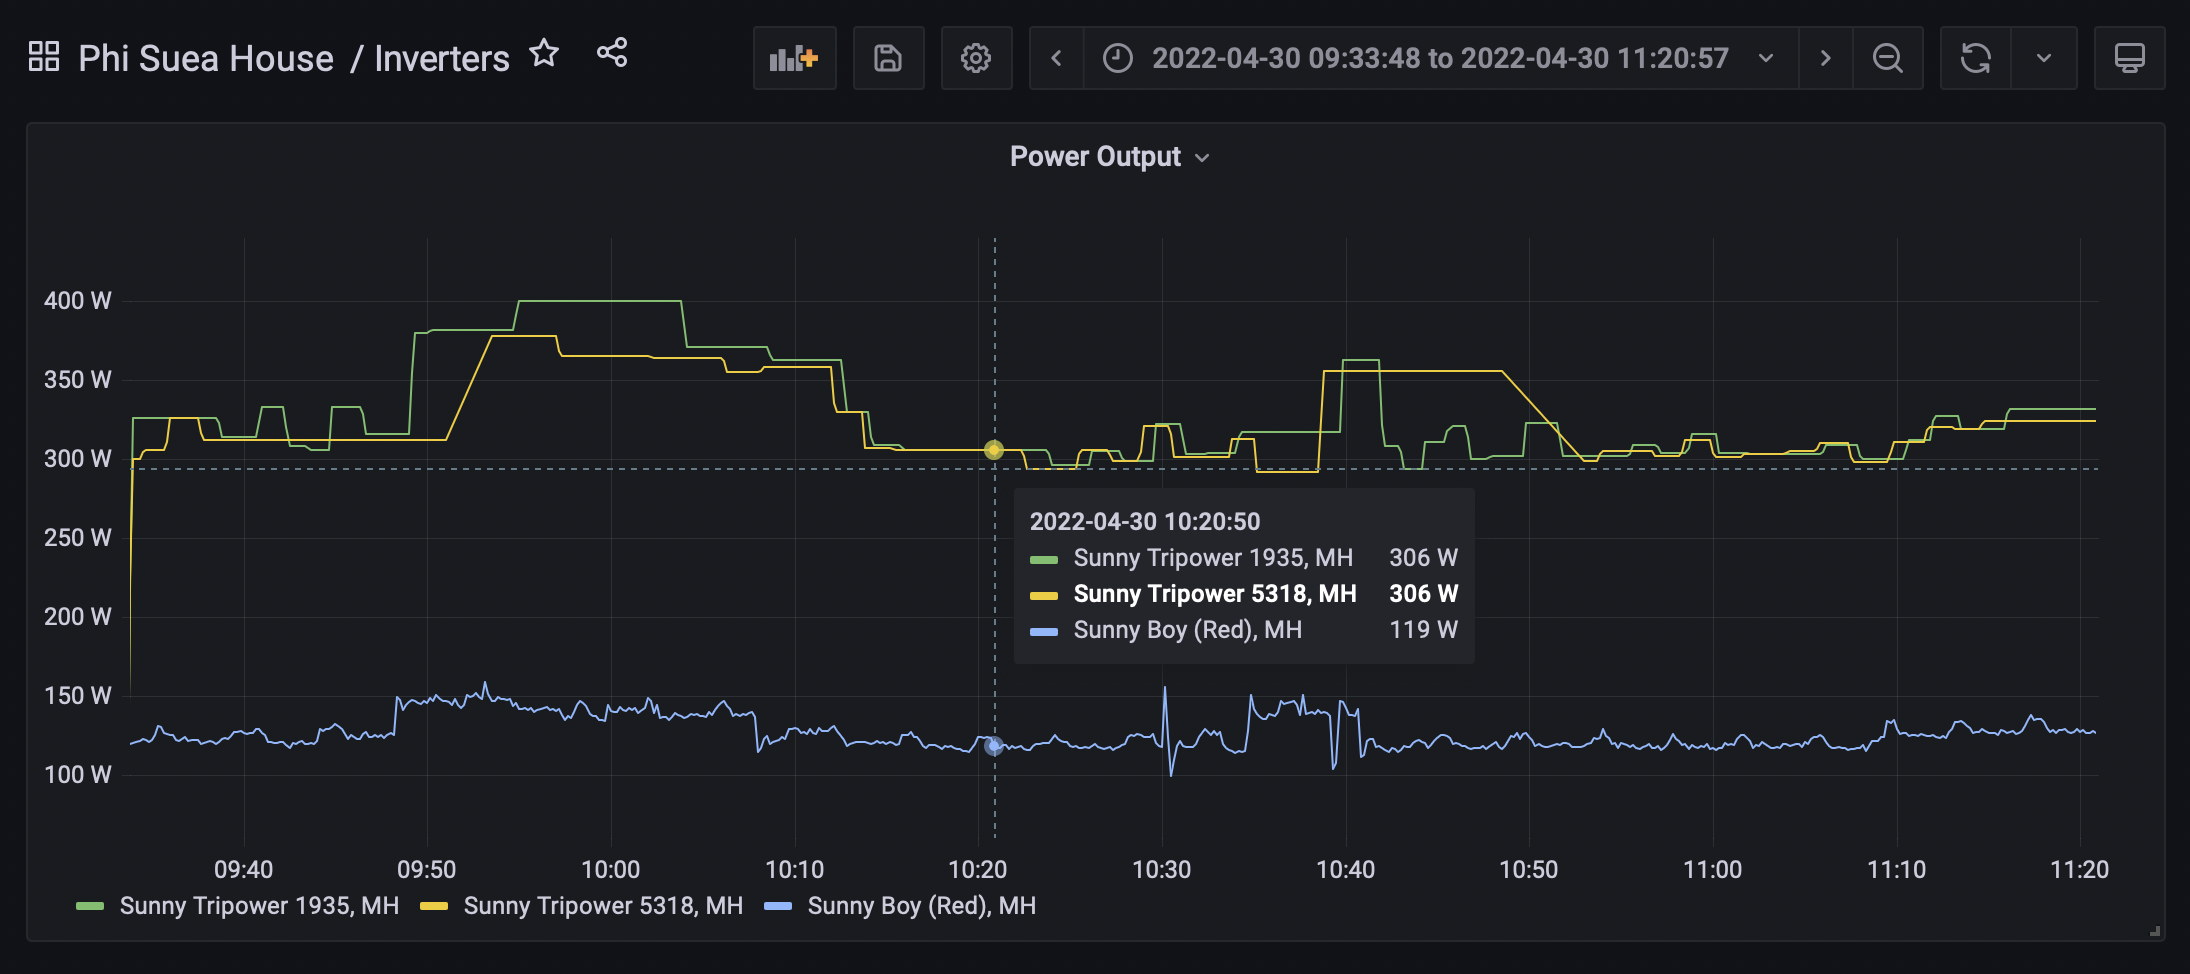 Phi Suea House / Inverters
2022-04-30 09:33:48 to 2022-04-30 11:20:57
Power Output
400 W
350 W
300 W
250 W
200 W
150 W
100 W
2022-04-30 10:20:50
Sunny Tripower 1935, MH 306 W
Sunny Tripower 5318, MH 306 W
Sunny Boy (Red), MH 119 W
09:40 09:50 10:00 10:10 10:20 10:30 10:40 10:50 11:00 11:10 11:20
Sunny Tripower 1935, MH Sunny Tripower 5318, MH Sunny Boy (Red), MH